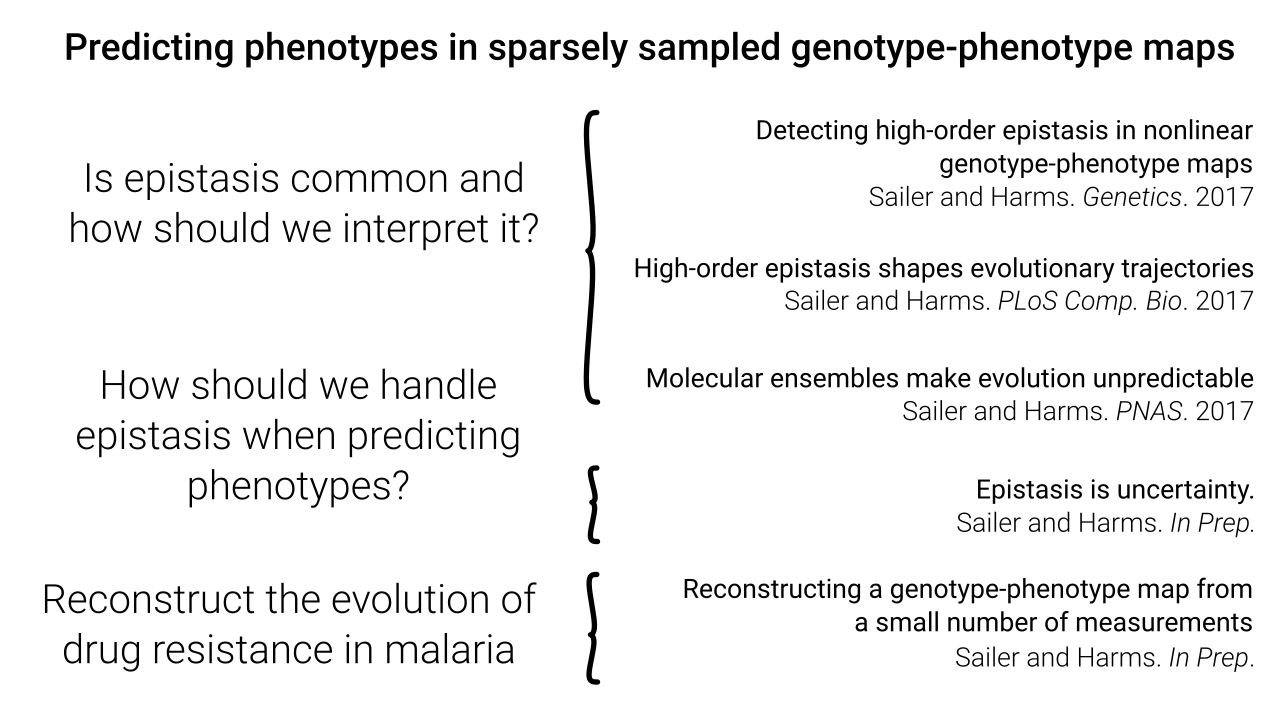 Predicting phenotypes in sparsely sampled genotype-phenotype maps
Is epistasis common and
how should we interpret it?
Detecting high-order epistasis in nonlinear
genotype-phenotype maps
Sailer and Harms. Genetics. 2017
High-order epistasis shapes evolutionary trajectories
Sailer and Harms. PLoS Comp. Bio. 2017
Molecular ensembles make evolution unpredictable
Sailer and Harms. PNAS. 2017
How should we handle
epistasis when predicting
phenotypes?
Epistasis is uncertainty.
Sailer and Harms. In Prep.
Reconstruct the evolution of
drug resistance in malaria
Reconstructing a genotype-phenotype map from
a small number of measurements
Sailer and Harms. In Prep.